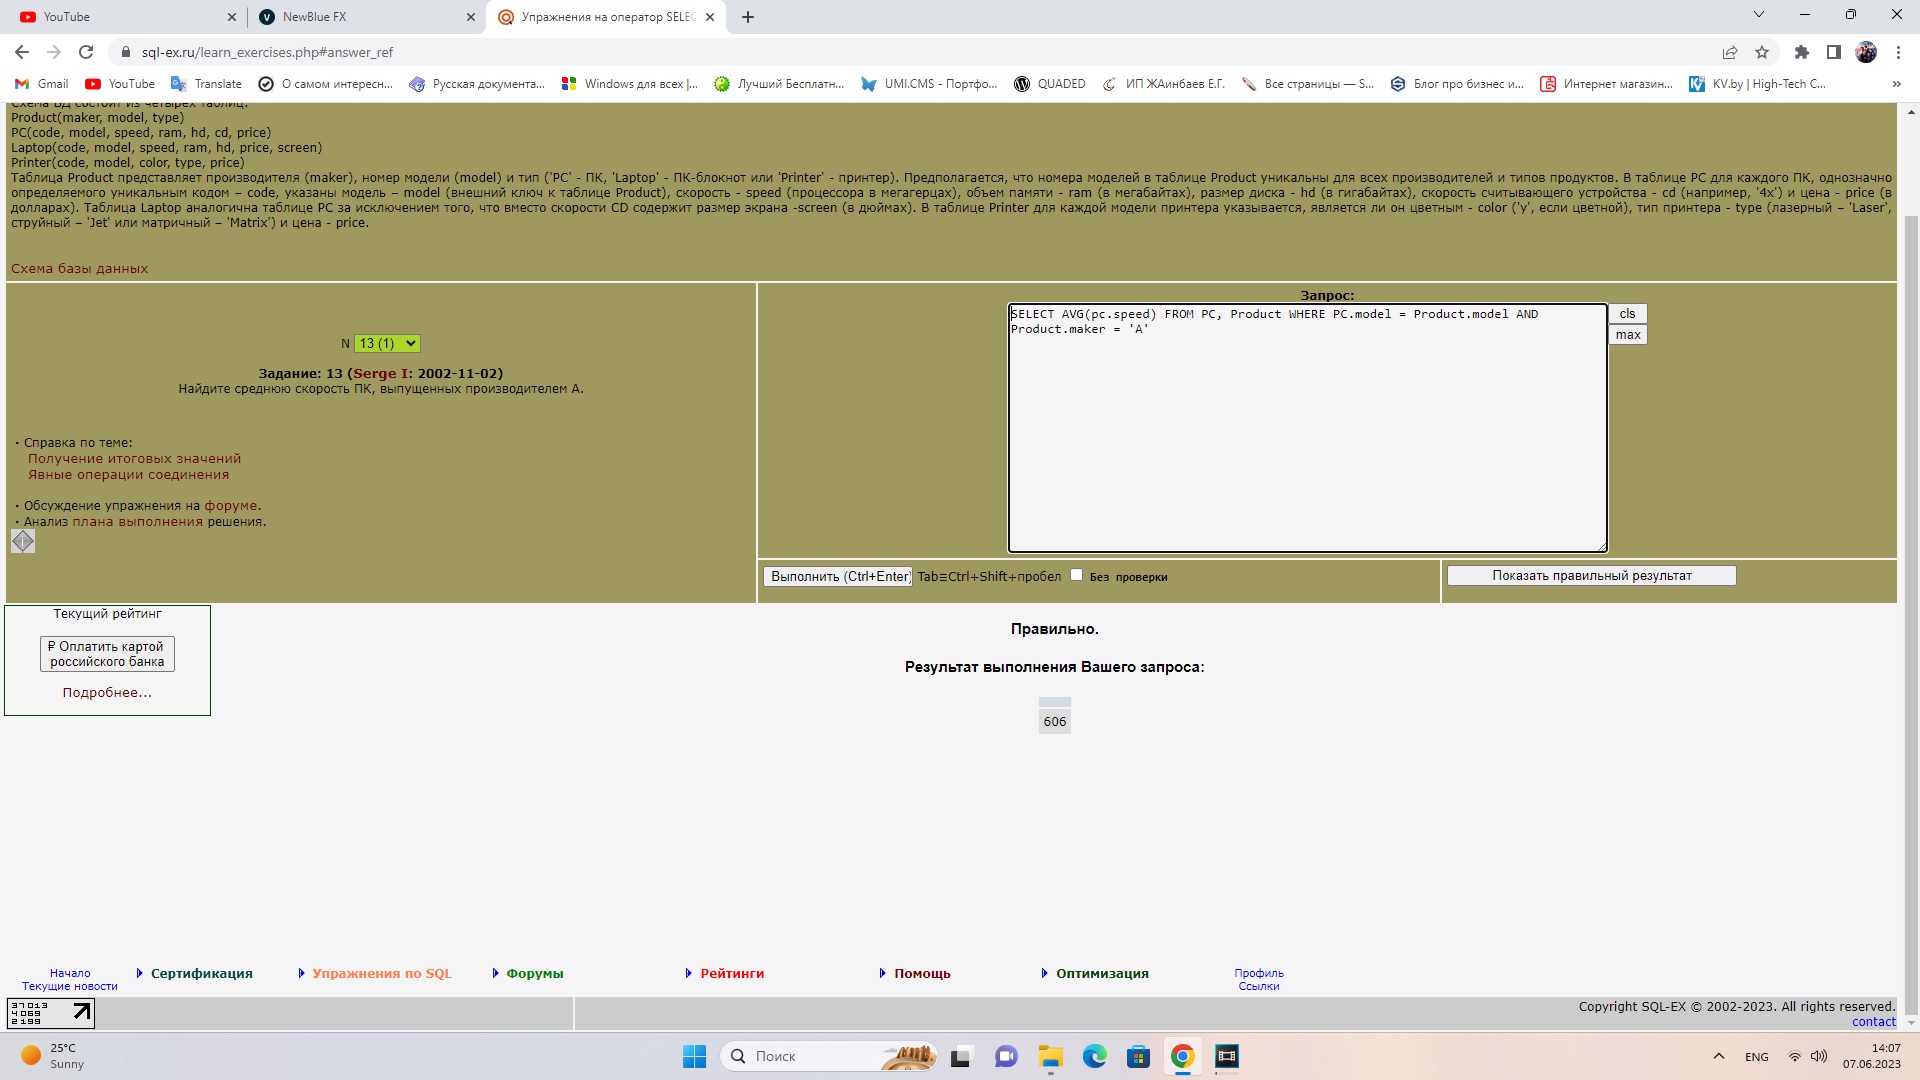 YouTube
NewBlue FX
Упражнения на оператор SELEC
sql-ex.ru/learn_exercises.php#answer_ref
Gmail
YouTube
Translate
О самом интересн...
Русская документа...
Windows для всех |...
Лучший Бесплатн...
UMI.CMS - Портфо...
QUADED
ИП ЖАинбаев Е.Г.
Все страницы — S...
Блог про бизнес и...
Интернет магазин...
KV.by | High-Tech C...
»
Схема БД состоит из четырех таблиц:
Product(maker, model, type)
PC(code, model, speed, ram, hd, cd, price)
Laptop(code, model, speed, ram, hd, price, screen)
Printer(code, model, color, type, price)
Таблица Product представляет производителя (maker), номер модели (model) и тип ('PC' - ПК, 'Laptop' - ПК-блокнот или 'Printer' - принтер). Предполагается, что номера моделей в таблице Product уникальны для всех производителей и типов продуктов. В таблице PC для каждого ПК, однозначно
определяемого уникальным кодом – code, указаны модель – model (внешний ключ к таблице Product), скорость - speed (процессора в мегагерцах), объем памяти - ram (в мегабайтах), размер диска - hd (в гигабайтах), скорость считывающего устройства - cd (например, '4x') и цена - price (в
долларах). Таблица Laptop аналогична таблице PC за исключением того, что вместо скорости CD содержит размер экрана -screen (в дюймах). В таблице Printer для каждой модели принтера указывается, является ли он цветным - color ('y', если цветной), тип принтера - type (лазерный – 'Laser',
струйный – 'Jet' или матричный – 'Matrix') и цена - price.
Схема базы данных
N 13 (1)
Задание: 13 (Serge I: 2002-11-02)
Найдите среднюю скорость ПК, выпущенных производителем A.
· Справка по теме:
Получение итоговых значений
Явные операции соединения
· Обсуждение упражнения на форуме.
· Анализ плана выполнения решения.
Запрос:
SELECT AVG(pc.speed) FROM PC, Product WHERE PC.model = Product.model AND
Product.maker = 'A'
cls
max
Выполнить (Ctrl+Enter) Tab≡Ctrl+Shift+пробел Без проверки
Показать правильный результат
Текущий рейтинг
₽ Оплатить картой
российского банка
Подробнее...
Правильно.
Результат выполнения Вашего запроса:
606
Начало
Текущие новости
Сертификация
Упражнения по SQL
Форумы
Рейтинги
Помощь
Оптимизация
Профиль
Ссылки
37013
4069
2199
Copyright SQL-EX © 2002-2023. All rights reserved.
contact
25°C
Sunny
Поиск
ENG
14:07
07.06.2023